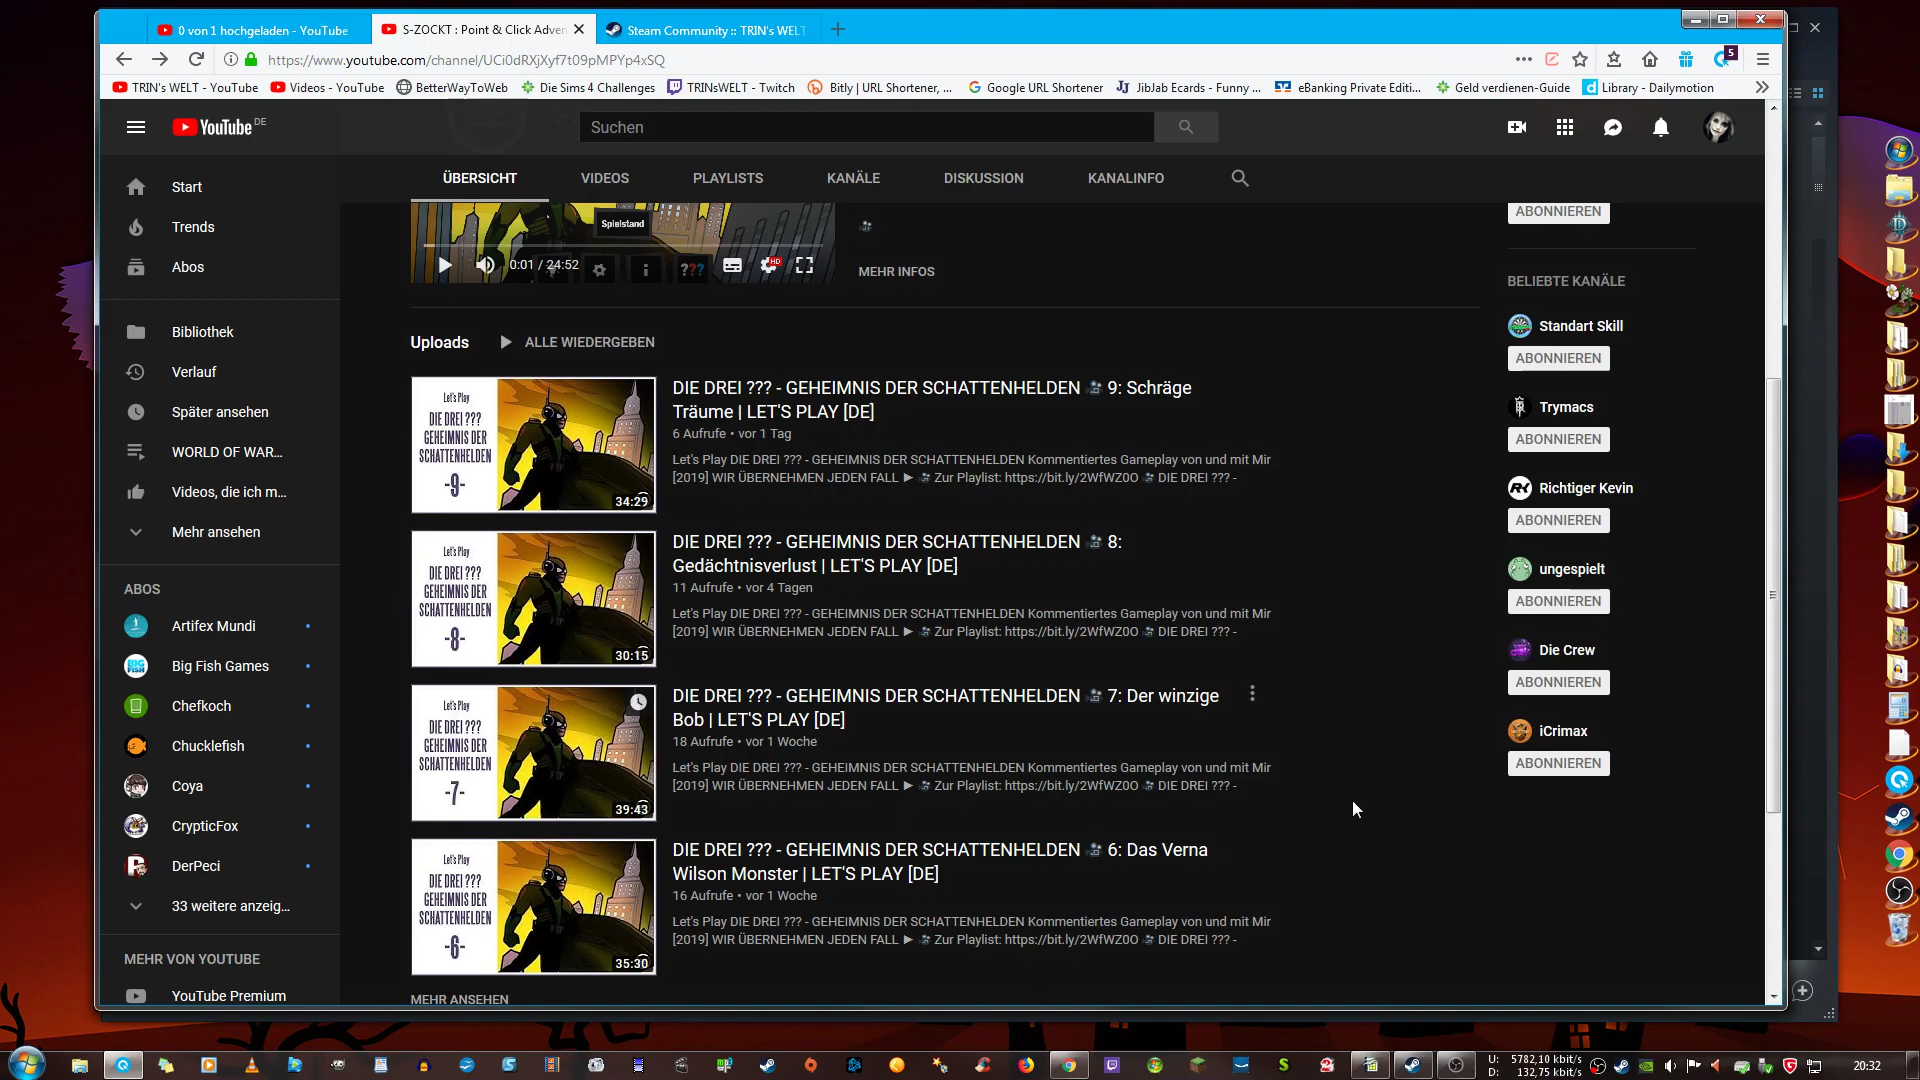 0 von 1 hochgeladen - YouTube
S-ZOCKT : Point & Click Adven
Steam Community :: TRIN's WELT
https://www.youtube.com/channel/UCi0dRXjXyf7t09pMPYp4xSQ
5
TRIN's WELT - YouTube
Videos - YouTube
BetterWayToWeb
Die Sims 4 Challenges
TRINsWELT - Twitch
Bitly | URL Shortener, ...
Google URL Shortener
JibJab Ecards - Funny ...
eBanking Private Editi...
Geld verdienen-Guide
Library - Dailymotion
YouTube DE
Suchen
ÜBERSICHT
VIDEOS
PLAYLISTS
KANÄLE
DISKUSSION
KANALINFO
Start
Trends
Abos
Bibliothek
Verlauf
Später ansehen
WORLD OF WAR...
Videos, die ich m...
Mehr ansehen
ABOS
Artifex Mundi
Big Fish Games
Chefkoch
Chucklefish
Coya
CrypticFox
DerPeci
33 weitere anzeig...
MEHR VON YOUTUBE
YouTube Premium
Spielstand
0:01 / 24:52
???
HD
MEHR INFOS
Uploads
ALLE WIEDERGEBEN
Let's Play
DIE DREI ???
GEHEIMNIS DER
SCHATTENHELDEN
-9-
34:29
DIE DREI ??? - GEHEIMNIS DER SCHATTENHELDEN 9: Schräge
Träume | LET'S PLAY [DE]
6 Aufrufe • vor 1 Tag
Let's Play DIE DREI ??? - GEHEIMNIS DER SCHATTENHELDEN Kommentiertes Gameplay von und mit Mir
[2019] WIR ÜBERNEHMEN JEDEN FALL ► Zur Playlist: https://bit.ly/2WfWZ0O DIE DREI ??? -
Let's Play
DIE DREI ???
GEHEIMNIS DER
SCHATTENHELDEN
-8-
30:15
DIE DREI ??? - GEHEIMNIS DER SCHATTENHELDEN 8:
Gedächtnisverlust | LET'S PLAY [DE]
11 Aufrufe • vor 4 Tagen
Let's Play DIE DREI ??? - GEHEIMNIS DER SCHATTENHELDEN Kommentiertes Gameplay von und mit Mir
[2019] WIR ÜBERNEHMEN JEDEN FALL ► Zur Playlist: https://bit.ly/2WfWZ0O DIE DREI ??? -
Let's Play
DIE DREI ???
GEHEIMNIS DER
SCHATTENHELDEN
-7-
39:43
DIE DREI ??? - GEHEIMNIS DER SCHATTENHELDEN 7: Der winzige
Bob | LET'S PLAY [DE]
18 Aufrufe • vor 1 Woche
Let's Play DIE DREI ??? - GEHEIMNIS DER SCHATTENHELDEN Kommentiertes Gameplay von und mit Mir
[2019] WIR ÜBERNEHMEN JEDEN FALL ► Zur Playlist: https://bit.ly/2WfWZ0O DIE DREI ??? -
Let's Play
DIE DREI ???
GEHEIMNIS DER
SCHATTENHELDEN
-6-
35:30
DIE DREI ??? - GEHEIMNIS DER SCHATTENHELDEN 6: Das Verna
Wilson Monster | LET'S PLAY [DE]
16 Aufrufe • vor 1 Woche
Let's Play DIE DREI ??? - GEHEIMNIS DER SCHATTENHELDEN Kommentiertes Gameplay von und mit Mir
[2019] WIR ÜBERNEHMEN JEDEN FALL ► Zur Playlist: https://bit.ly/2WfWZ0O DIE DREI ??? -
MEHR ANSEHEN
ABONNIEREN
BELIEBTE KANÄLE
Standart Skill
ABONNIEREN
Trymacs
ABONNIEREN
Richtiger Kevin
ABONNIEREN
ungespielt
ABONNIEREN
Die Crew
ABONNIEREN
iCrimax
ABONNIEREN
U: 5782,10 kbit/s
D: 132,75 kbit/s
20:32